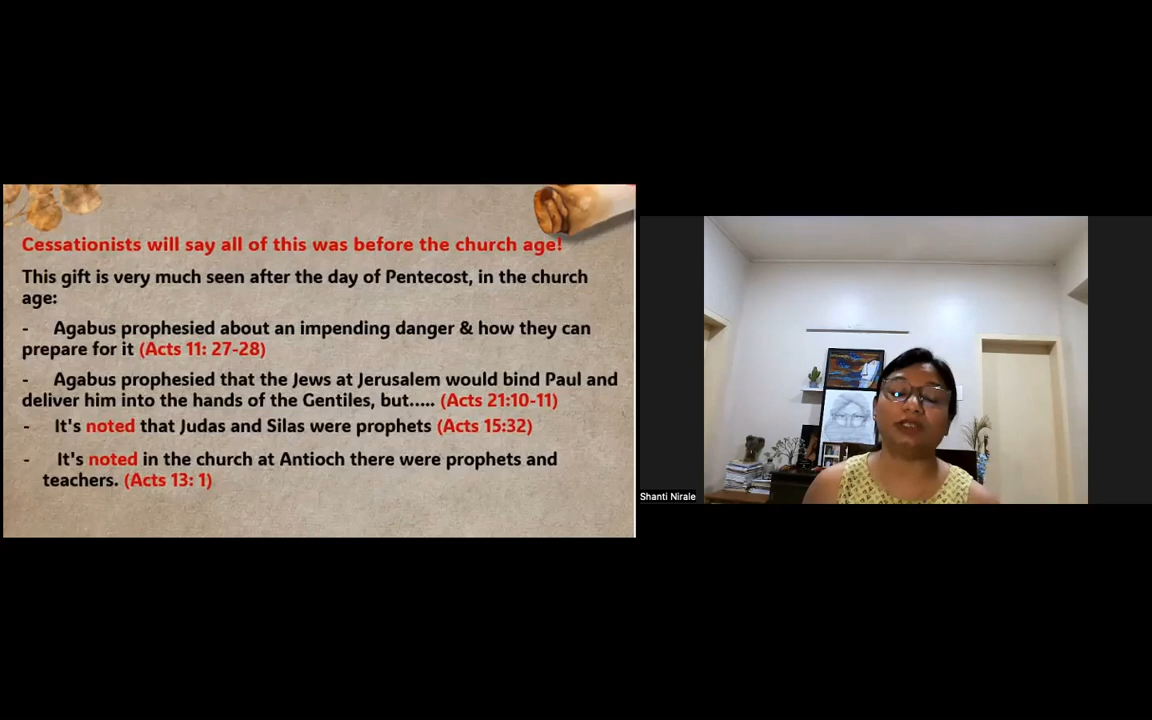 Cessationists will say all of this was before the church age!
This gift is very much seen after the day of Pentecost, in the church
age:
- Agabus prophesied about an impending danger & how they can
prepare for it (Acts 11: 27-28)
- Agabus prophesied that the Jews at Jerusalem would bind Paul and
deliver him into the hands of the Gentiles, but..... (Acts 21:10-11)
- It's noted that Judas and Silas were prophets (Acts 15:32)
- It's noted in the church at Antioch there were prophets and
teachers. (Acts 13: 1)
Shanti Nirale